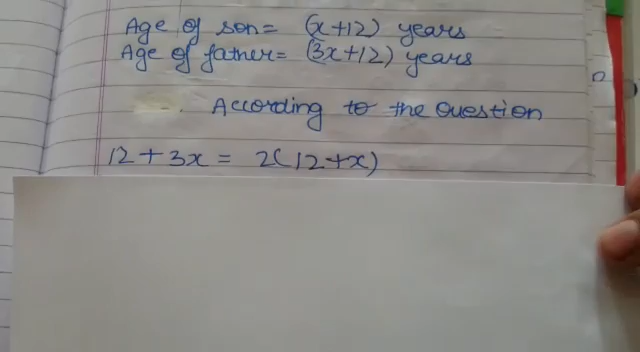 Age of son= (x+12) years
Age of father= (3x+12) years
According to the Question
12 + 3x = 2(12+x)